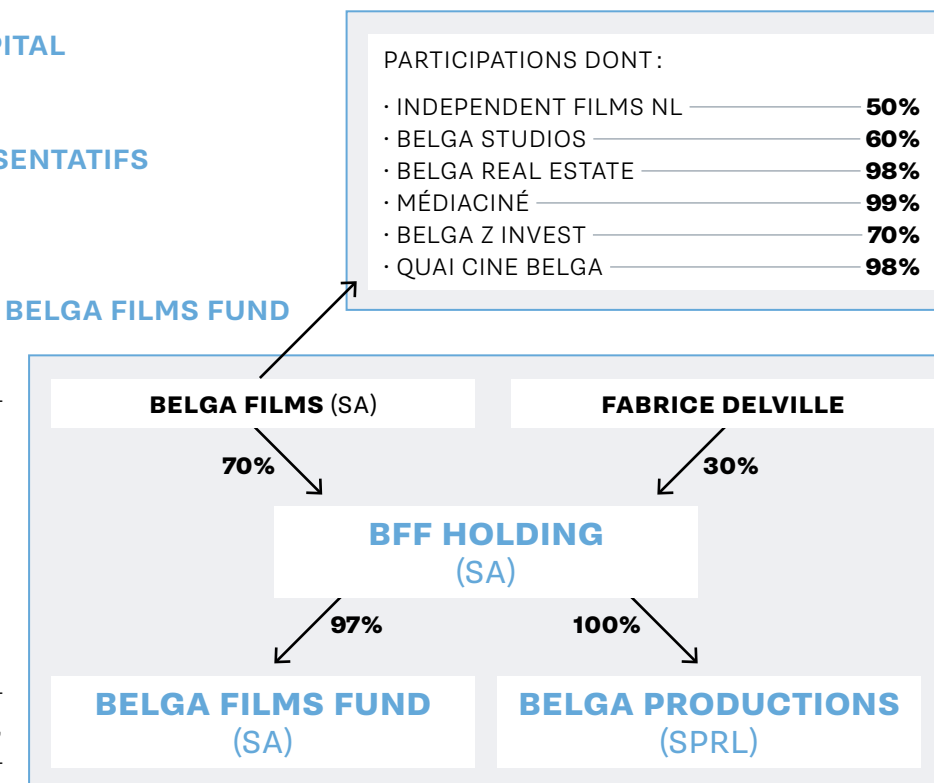 PARTICIPATIONS DONT :
· INDEPENDENT FILMS NL 50%
· BELGA STUDIOS 60%
· BELGA REAL ESTATE 98%
· MÉDIACINÉ 99%
· BELGA Z INVEST 70%
· QUAI CINE BELGA 98%
PITAL
SENTATIFS
BELGA FILMS FUND
BELGA FILMS (SA)
FABRICE DELVILLE
70%
30%
BFF HOLDING
(SA)
97%
100%
BELGA FILMS FUND
(SA)
BELGA PRODUCTIONS
(SPRL)